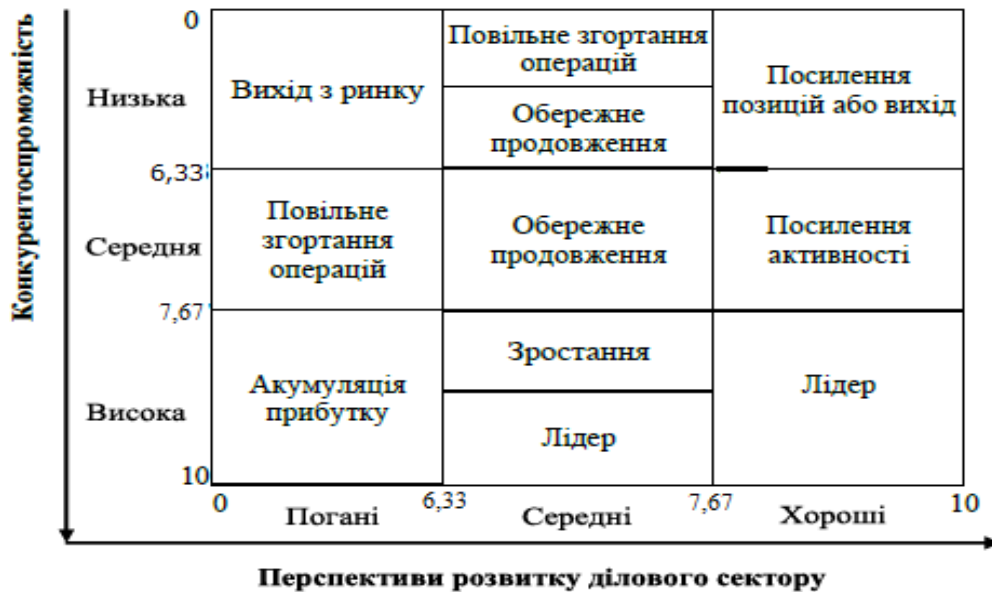 Конкурентоспроможність
0
Низька
6,33
Середня
7,67
Висока
10
Вихід з ринку
Повільне згортання
операцій
Обережне
продовження
Посилення
позицій або вихід
Повільне
згортання
операцій
Обережне
продовження
Посилення
активності
Акумуляція
прибутку
Зростання
Лідер
Лідер
0
Погані
6,33
Середні
7,67
Хороші
10
Перспективи розвитку ділового сектору